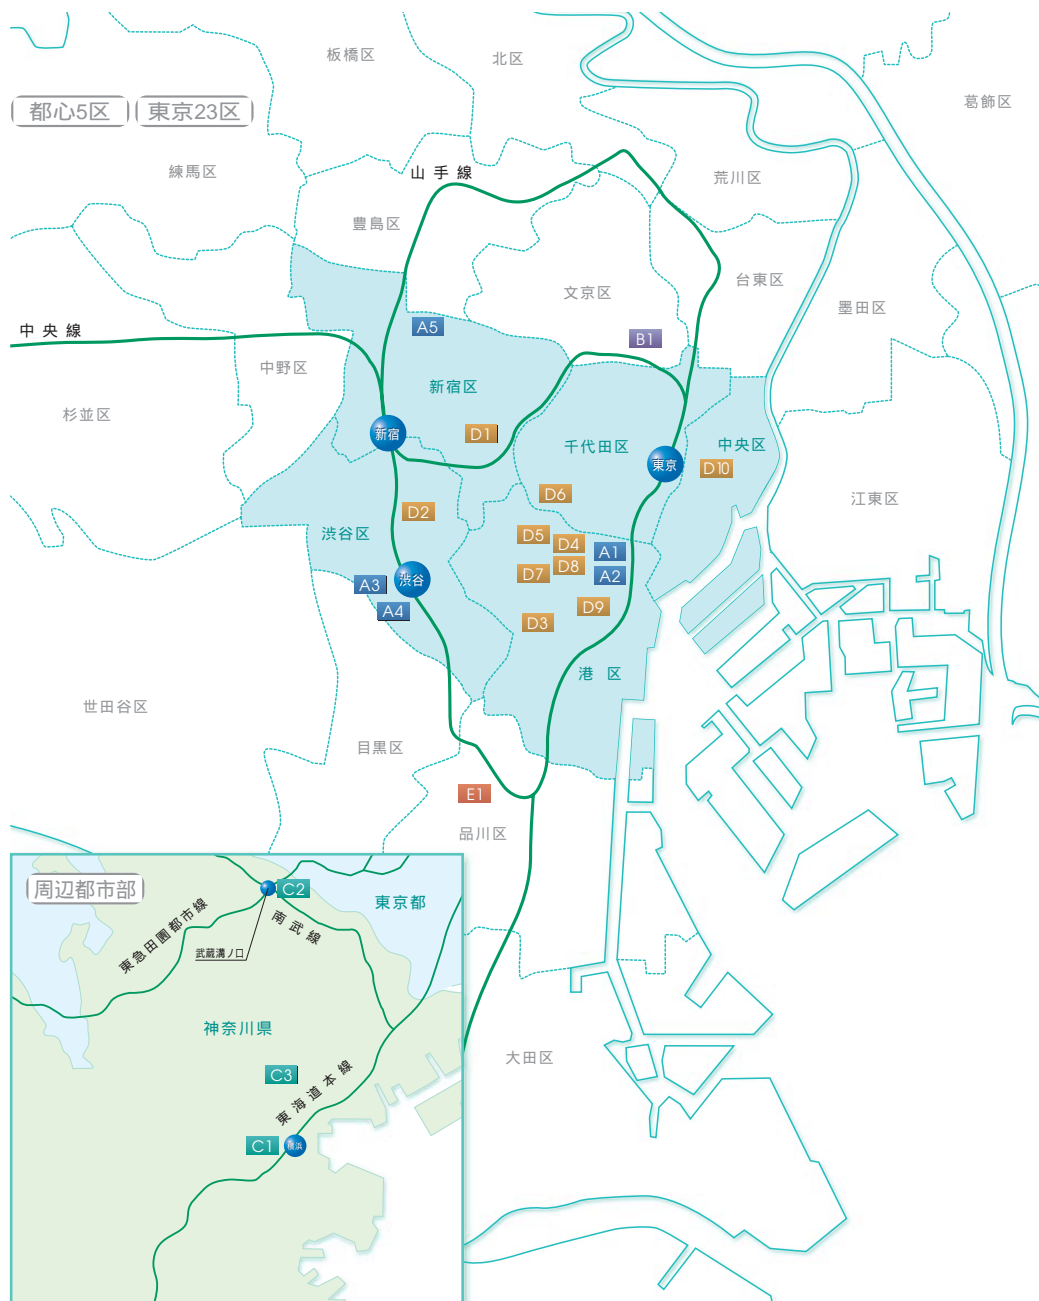 板橋区
北区
葛飾区
都心5区
東京23区
練馬区
山手線
荒川区
豊島区
台東区
文京区
墨田区
中央線
A5
B1
中野区
新宿区
杉並区
新宿
D1
千代田区
中央区
東京
D10
江東区
D6
D2
渋谷区
D5
D4
A1
D8
D7
A2
渋谷
A3
A4
D9
D3
港 区
世田谷区
目黒区
E1
品川区
周辺都市部
C2
東京都
東急田園都市線
南武線
武蔵溝ノ口
神奈川県
大田区
C3
東海道本線
C1
横浜